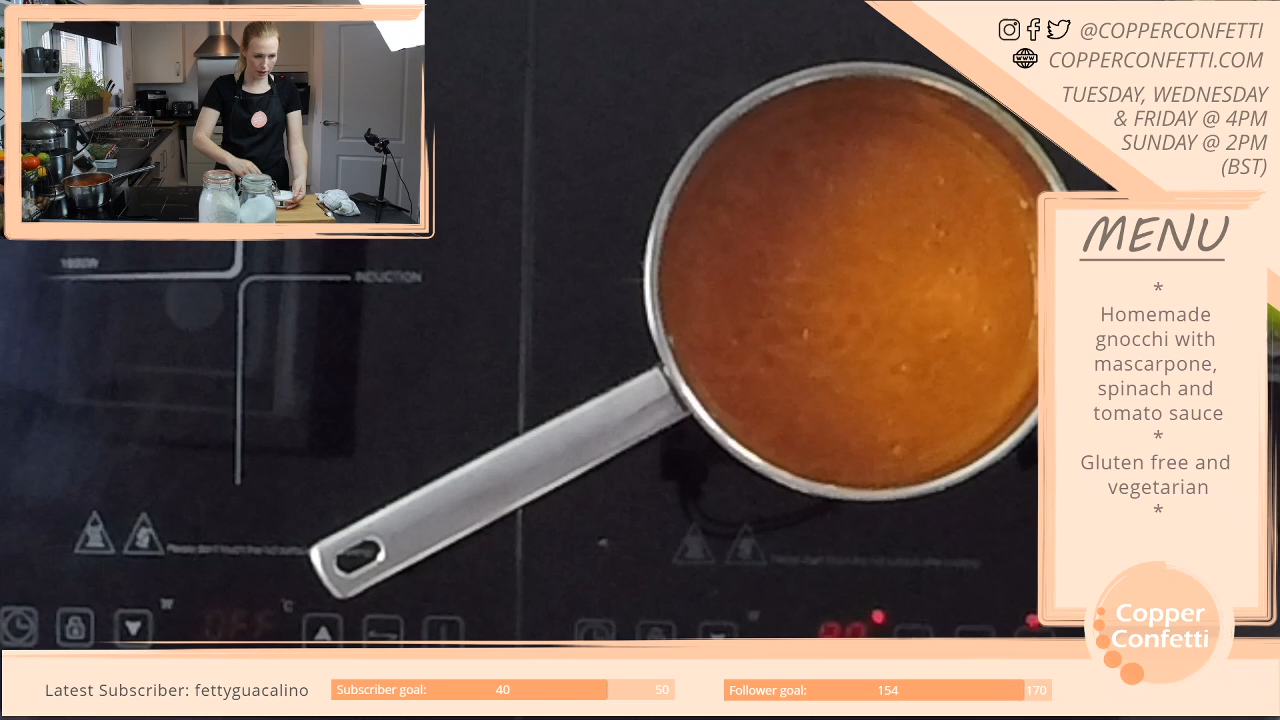 @COPPERCONFETTI
COPPERCONFETTI.COM
TUESDAY, WEDNESDAY
& FRIDAY @ 4PM
SUNDAY @ 2PM
(BST)
MENU
*
Homemade
gnocchi with
mascarpone,
spinach and
tomato sauce
*
Gluten free and
vegetarian
*
Copper
Confetti
INDUCTION
OFF
°C
Latest Subscriber: fettyguacalino
Subscriber goal: 40 50
Follower goal: 154 170